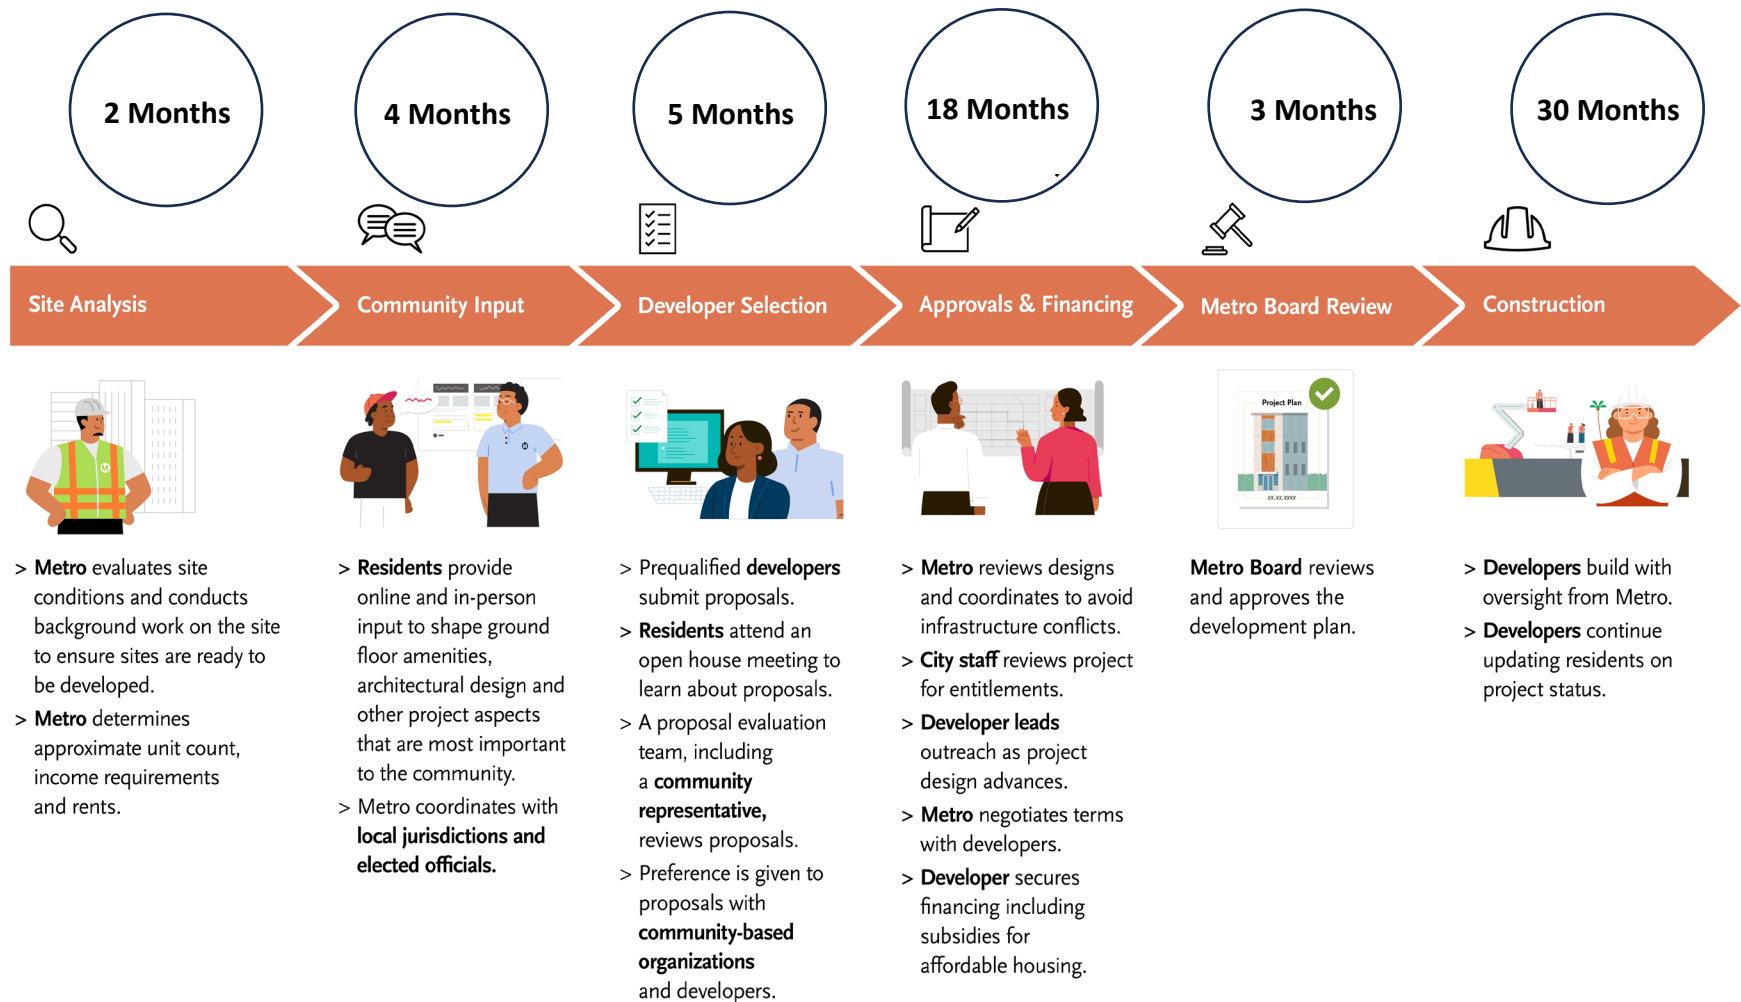 2 Months
4 Months
5 Months
18 Months
3 Months
30 Months
Site Analysis
Community Input
Developer Selection
Approvals & Financing
Metro Board Review
Construction
M
M
Project Plan
XX.XX.XXXX
> Metro evaluates site
conditions and conducts
background work on the site
to ensure sites are ready to
be developed.
> Metro determines
approximate unit count,
income requirements
and rents.
> Residents provide
online and in-person
input to shape ground
floor amenities,
architectural design and
other project aspects
that are most important
to the community.
> Metro coordinates with
local jurisdictions and
elected officials.
> Prequalified developers
submit proposals.
> Residents attend an
open house meeting to
learn about proposals.
> A proposal evaluation
team, including
a community
representative,
reviews proposals.
> Preference is given to
proposals with
community-based
organizations
and developers.
> Metro reviews designs
and coordinates to avoid
infrastructure conflicts.
> City staff reviews project
for entitlements.
> Developer leads
outreach as project
design advances.
> Metro negotiates terms
with developers.
> Developer secures
financing including
subsidies for
affordable housing.
Metro Board reviews
and approves the
development plan.
> Developers build with
oversight from Metro.
> Developers continue
updating residents on
project status.